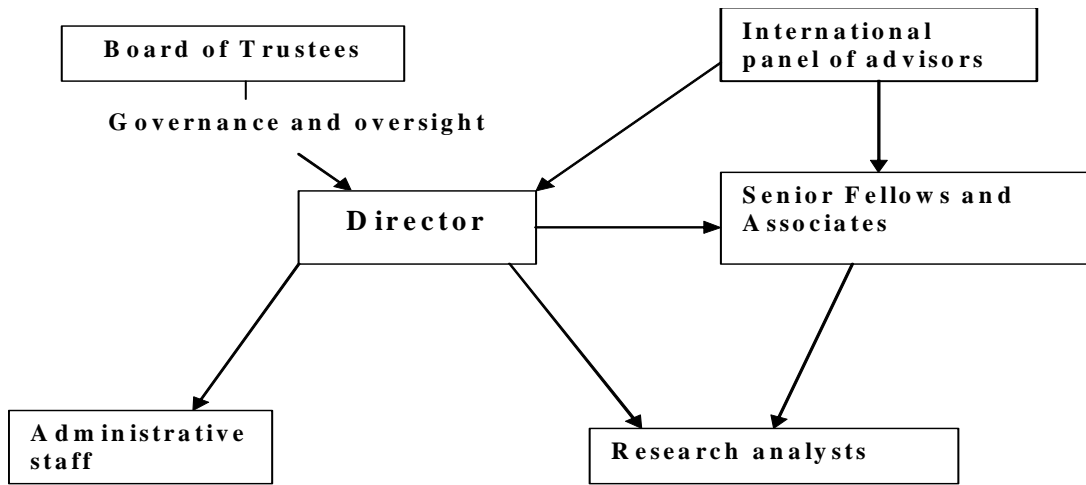 Board of Trustees
International
panel of advisors
Governance and oversight
Director
Senior Fellows and
Associates
Administrative
staff
Research analysts